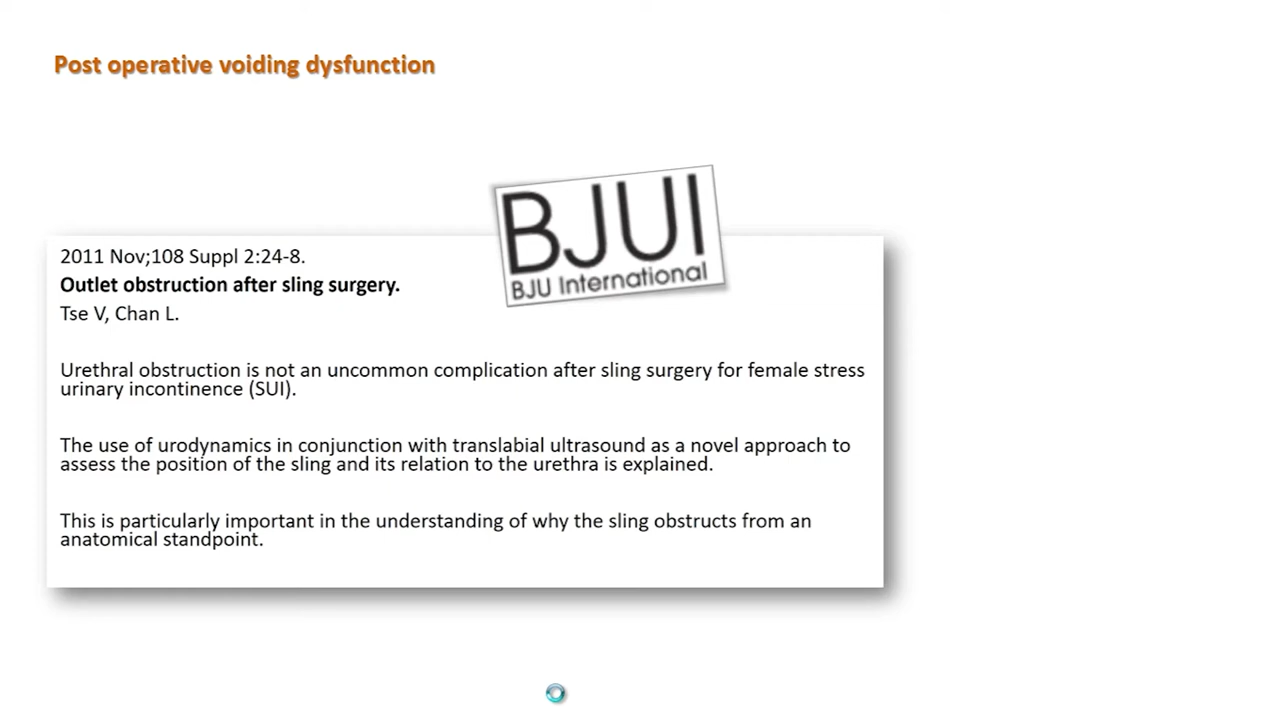 Post operative voiding dysfunction
BJUI
BJU International
2011 Nov;108 Suppl 2:24-8.
Outlet obstruction after sling surgery.
Tse V, Chan L.
Urethral obstruction is not an uncommon complication after sling surgery for female stress
urinary incontinence (SUI).
The use of urodynamics in conjunction with translabial ultrasound as a novel approach to
assess the position of the sling and its relation to the urethra is explained.
This is particularly important in the understanding of why the sling obstructs from an
anatomical standpoint.